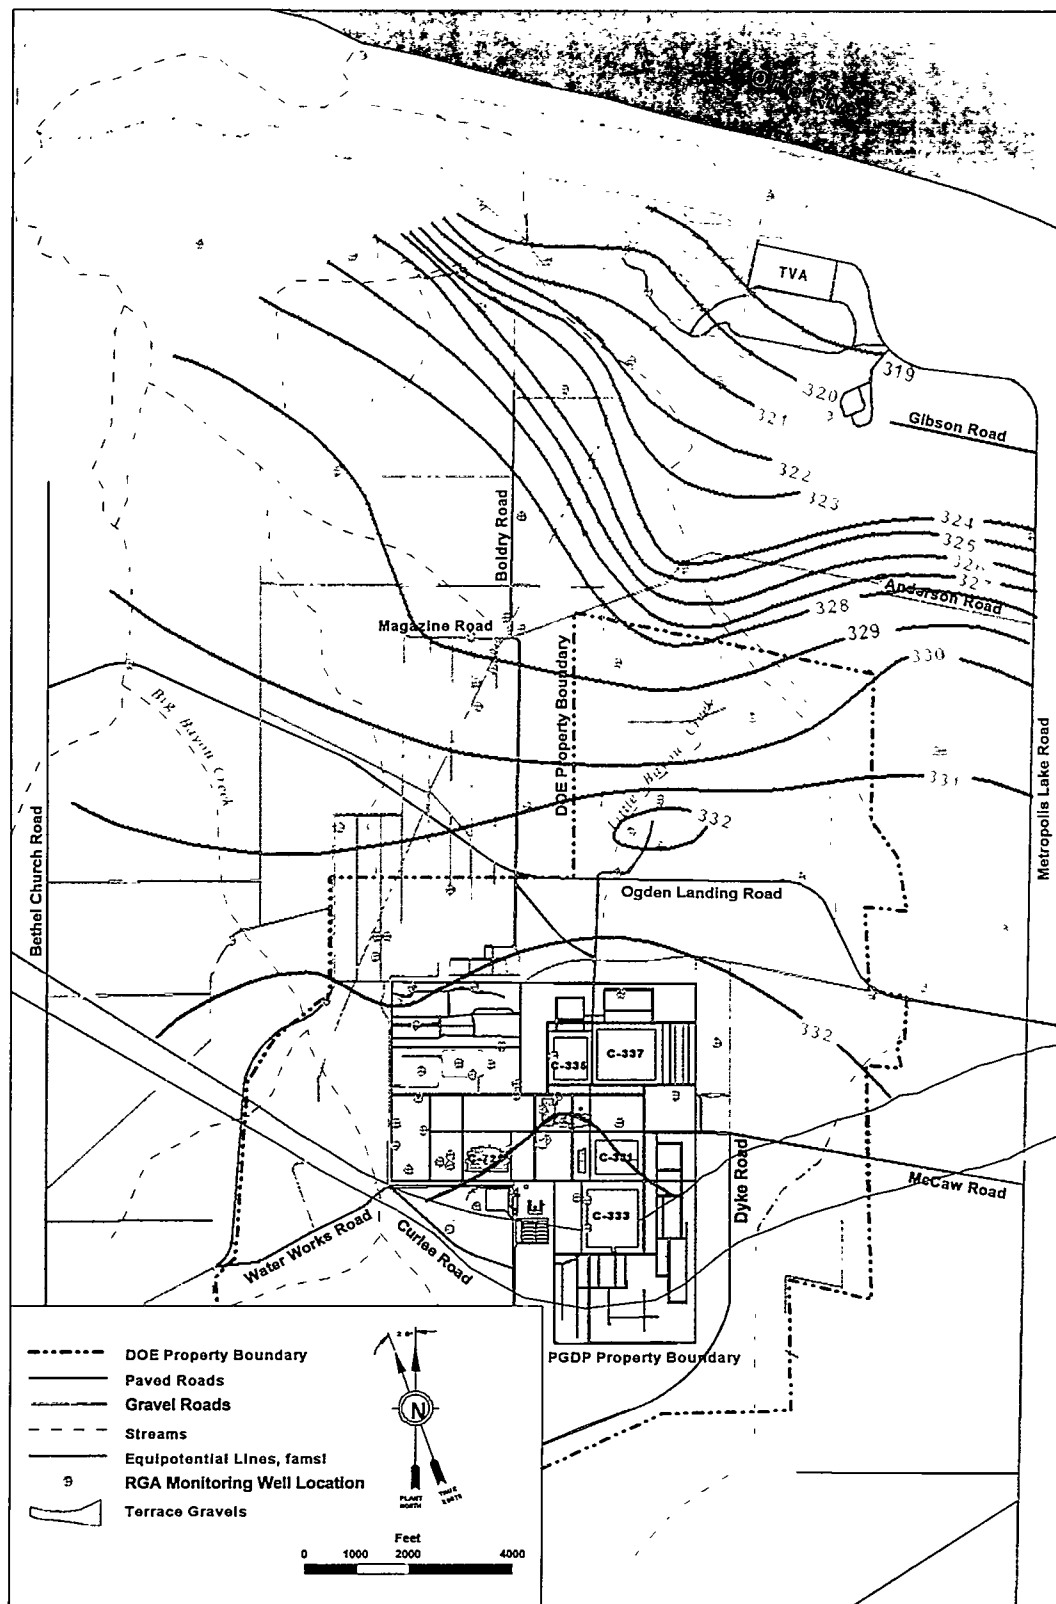 TVA
319
320
321
Gibson Road
322
323
Boldry Road
324
325
327
Anderson Road
328
Magazine Road
329
330
DOE Property Boundary
Big Bayou Creek
Little Bayou Creek
331
Metropolis Lake Road
332
Bethel Church Road
Ogden Landing Road
332
C-335
C-337
C-331
Dyke Road
McCaw Road
C-333
Water Works Road
Curlee Road
PGDP Property Boundary
DOE Property Boundary
Paved Roads
Gravel Roads
Streams
Equipotential Lines, famsl
RGA Monitoring Well Location
Terrace Gravels
N
PLANT
NORTH
TRUE
Feet
0 1000 2000 4000